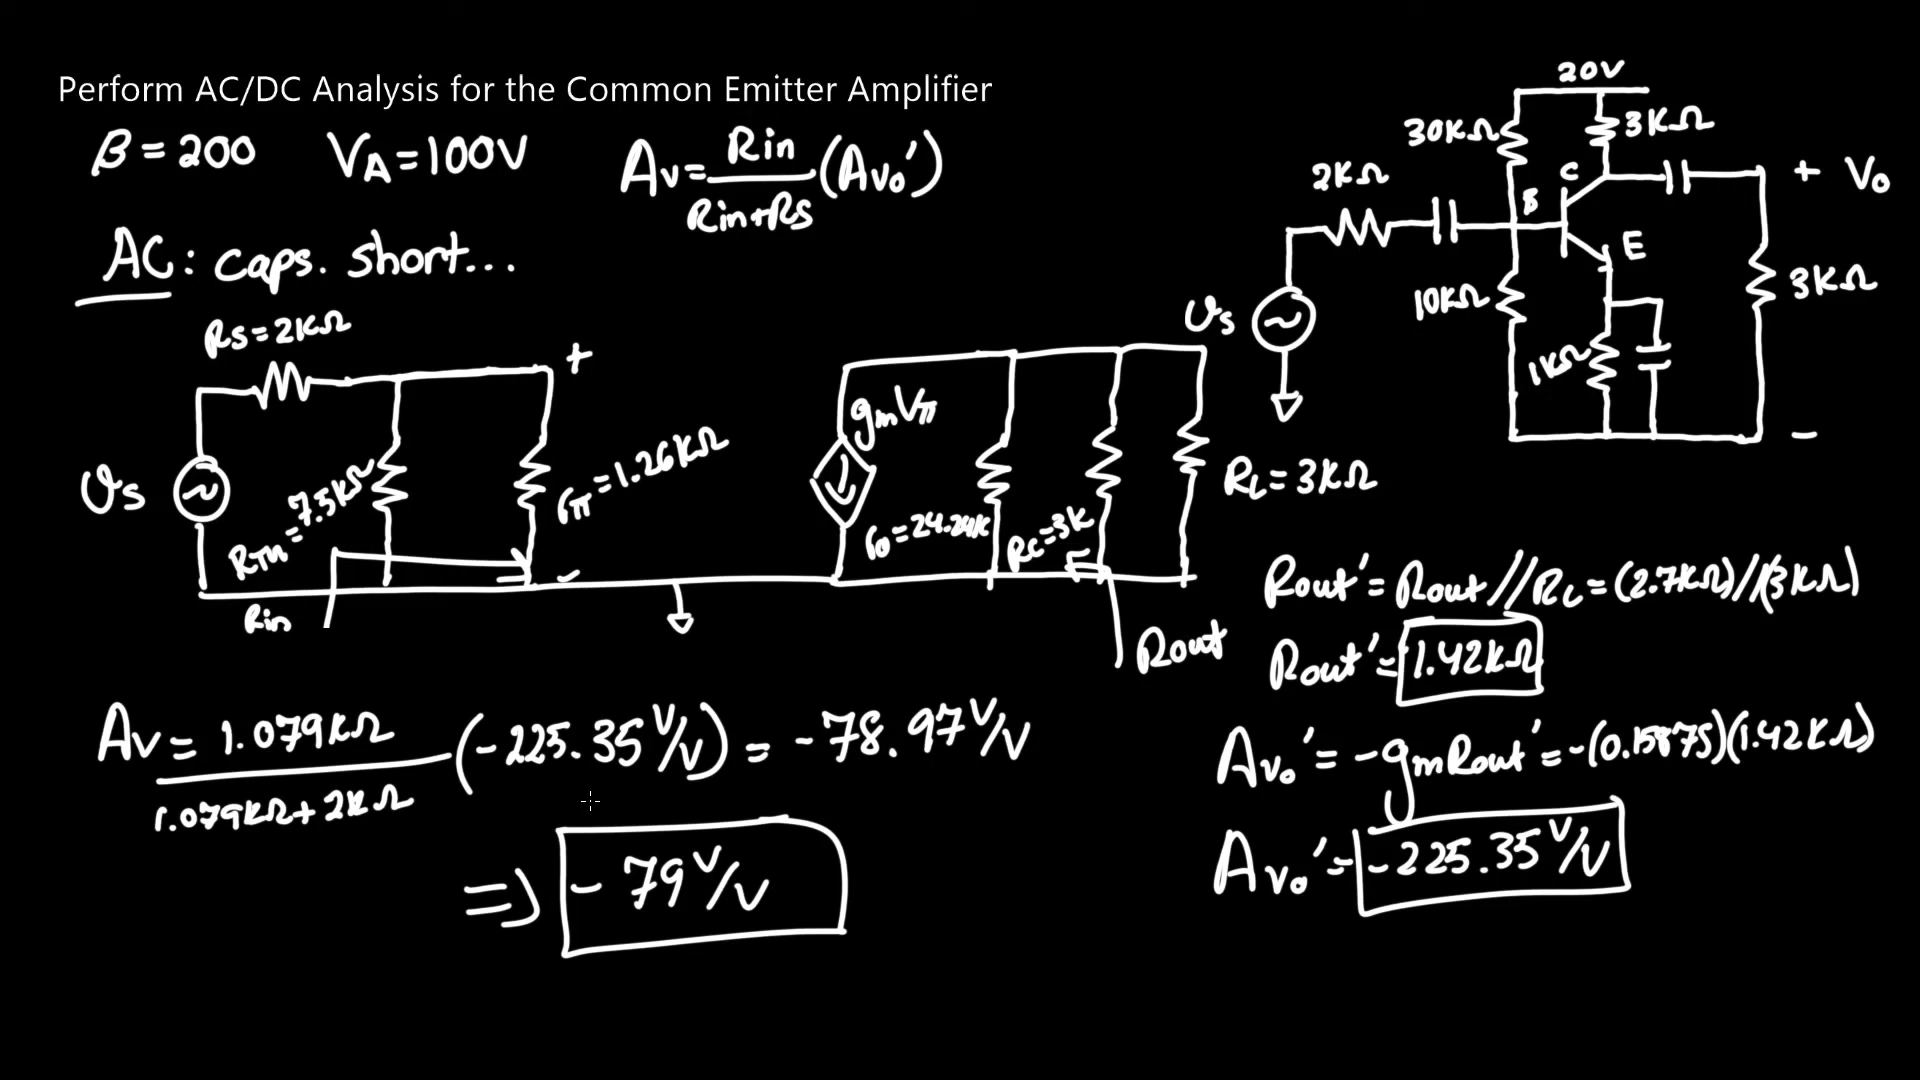 Perform AC/DC Analysis for the Common Emitter Amplifier
β = 200 VA = 100V Av = Rin/(Rin+Rs) (Avo')
AC: caps. short...
Rs = 2kΩ
+
υs
RTH = 7.5kΩ
rπ = 1.26kΩ
-
Rin
gmVπ
ro = 24.24k
Rc = 3k
RL = 3KΩ
Rout
20V
30kΩ
3kΩ
2kΩ
C
B
E
+ Vo
10kΩ
3kΩ
υs
1kΩ
-
Rout' = Rout // RL = (2.7kΩ)//(3kΩ)
Rout' = 1.42kΩ
Avo' = -gmRout' = -(0.15875)(1.42kΩ)
Avo' = -225.35 V/V
Av = 1.079kΩ/(1.079kΩ + 2kΩ) (-225.35 V/V) = -78.97 V/V
=> -79 V/V